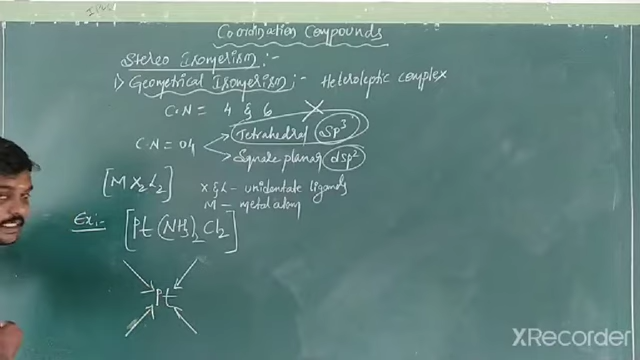 Coordination Compounds
Stereo Isomerism:-
1) Geometrical Isomerism:- Heteroleptic complex
C.N = 4 & 6
C.N = 04 Tetrahedral sp³
Square planar dsp²
[M X₂L₂] X & L - unidentate ligands
M - metal atom
Ex:- [Pt(NH₃)₂Cl₂]
Pt
XRecorder